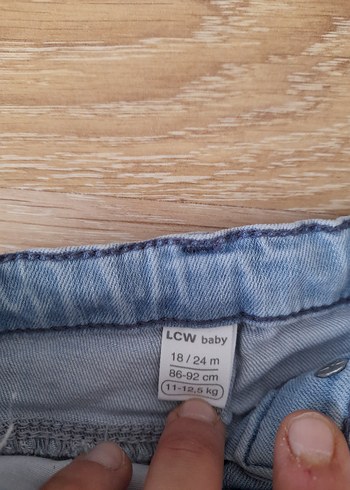 LCW baby
18 / 24 m
86-92 cm
11-12,5 kg